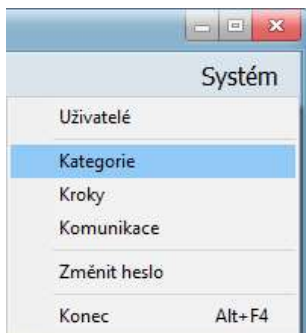 Systém
Uživatelé
Kategorie
Kroky
Komunikace
Změnit heslo
Konec Alt+F4